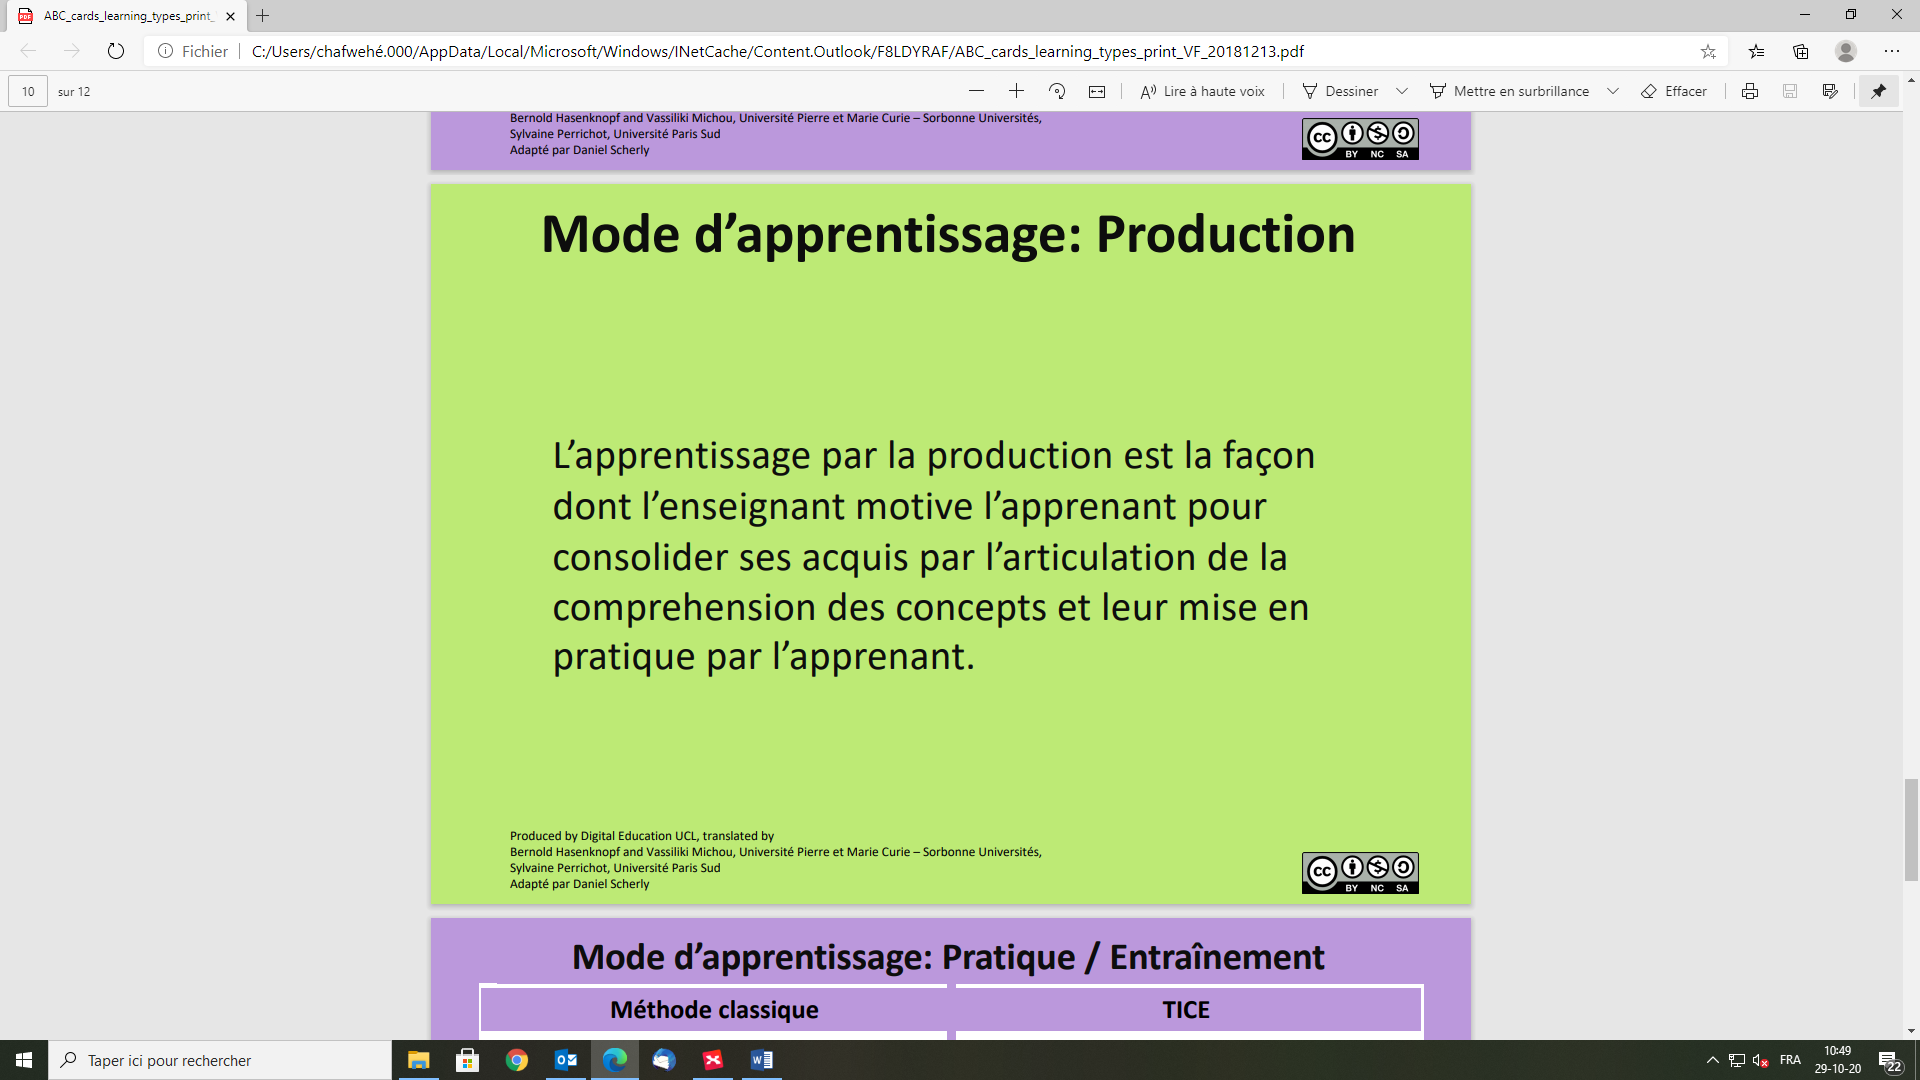 ABC_cards_learning_types_print_
Fichier
C:/Users/chafwehé.000/AppData/Local/Microsoft/Windows/INetCache/Content.Outlook/F8LDYRAF/ABC_cards_learning_types_print_VF_20181213.pdf
10 sur 12
Lire à haute voix
Dessiner
Mettre en surbrillance
Effacer
Bernold Hasenknopf and Vassiliki Michou, Université Pierre et Marie Curie – Sorbonne Universités,
Sylvaine Perrichot, Université Paris Sud
Adapté par Daniel Scherly
cc
BY NC SA
Mode d’apprentissage: Production
L’apprentissage par la production est la façon
dont l’enseignant motive l’apprenant pour
consolider ses acquis par l’articulation de la
comprehension des concepts et leur mise en
pratique par l’apprenant.
Produced by Digital Education UCL, translated by
Bernold Hasenknopf and Vassiliki Michou, Université Pierre et Marie Curie – Sorbonne Universités,
Sylvaine Perrichot, Université Paris Sud
Adapté par Daniel Scherly
cc
BY NC SA
Mode d’apprentissage: Pratique / Entraînement
Méthode classique
TICE
Taper ici pour rechercher
FRA
10:49
29-10-20
22